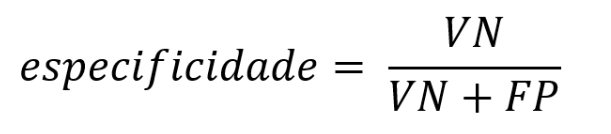 especificidade = VN / VN + FP